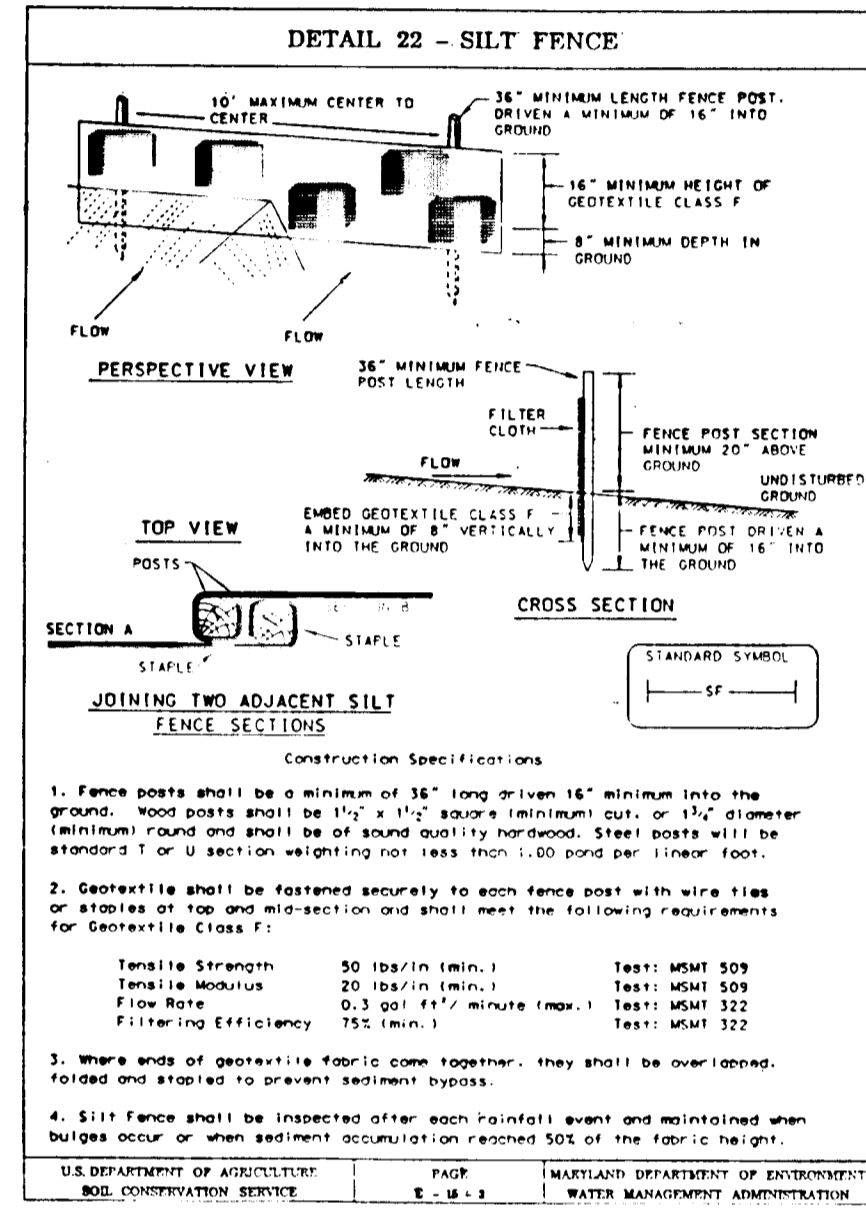 DETAIL 22 - SILT FENCE
10' MAXIMUM CENTER TO
CENTER
36" MINIMUM LENGTH FENCE POST.
DRIVEN A MINIMUM OF 16" INTO
GROUND
16" MINIMUM HEIGHT OF
GEOTEXTILE CLASS F
8" MINIMUM DEPTH IN
GROUND
FLOW
FLOW
PERSPECTIVE VIEW
36" MINIMUM FENCE
POST LENGTH
FILTER
CLOTH
FLOW
FENCE POST SECTION
MINIMUM 20" ABOVE
GROUND
UNDISTURBED
GROUND
EMBED GEOTEXTILE CLASS F
A MINIMUM OF 8" VERTICALLY
INTO THE GROUND
FENCE POST DRIVEN A
MINIMUM OF 16" INTO
THE GROUND
CROSS SECTION
TOP VIEW
POSTS
SECTION A
STAPLE
STAPLE
JOINING TWO ADJACENT SILT
FENCE SECTIONS
STANDARD SYMBOL
SF
Construction Specifications
1. Fence posts shall be a minimum of 36" long driven 16" minimum into the
ground. Wood posts shall be 1 1/2" x 1 1/2" square (minimum) cut. or 1 3/4" diameter
(minimum) round and shall be of sound quality hardwood. Steel posts will be
standard T or U section weighting not less than 1.00 pond per linear foot.
2. Geotextile shall be fastened securely to each fence post with wire ties
or staples at top and mid-section and shall meet the following requirements
for Geotextile Class F:
Tensile Strength 50 lbs/in (min.) Test: MSMT 509
Tensile Modulus 20 lbs/in (min.) Test: MSMT 509
Flow Rate 0.3 gal ft²/ minute (max.) Test: MSMT 322
Filtering Efficiency 75% (min.) Test: MSMT 322
3. Where ends of geotextile fabric come together. they shall be overlapped.
folded and stapled to prevent sediment bypass.
4. Silt Fence shall be inspected after each rainfall event and maintained when
bulges occur or when sediment accumulation reached 50% of the fabric height.
U.S. DEPARTMENT OF AGRICULTURE
SOIL CONSERVATION SERVICE
PAGE
MARYLAND DEPARTMENT OF ENVIRONMENT
WATER MANAGEMENT ADMINISTRATION